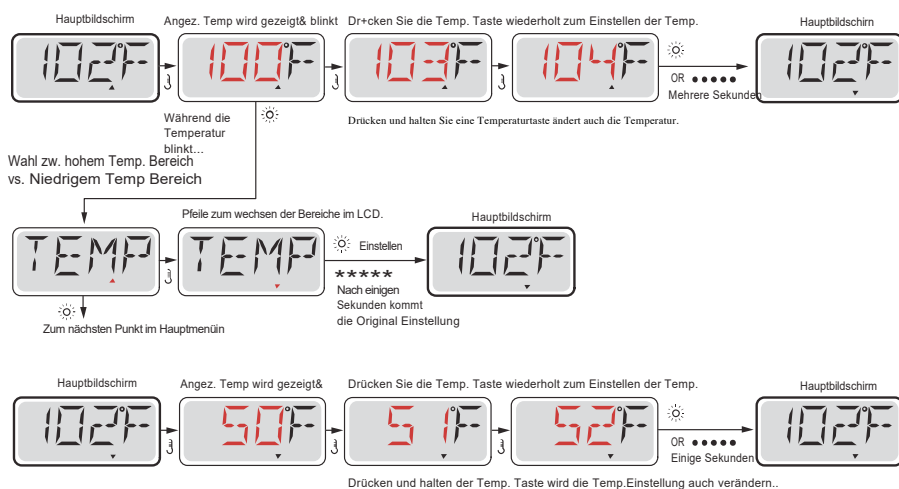 Hauptbildschirm
Angez. Temp wird gezeigt& blinkt
Dr+cken Sie die Temp. Taste wiederholt zum Einstellen der Temp.
Hauptbildschirn
102°F
100°F
103°F
104°F
OR •••••
Mehrere Sekunden
102°F
Während die
Temperatur
blinkt...
Drücken und halten Sie eine Temperaturtaste ändert auch die Temperatur.
Wahl zw. hohem Temp. Bereich
vs. Niedrigem Temp Bereich
Pfeile zum wechsen der Bereiche im LCD.
Hauptbildschirm
TEMP
TEMP
Einstellen
*****
Nach einigen
Sekunden kommt
die Original Einstellung
102°F
Zum nächsten Punkt im Hauptmenüin
Hauptbildschirm
Angez. Temp wird gezeigt&
Drücken Sie die Temp. Taste wiederholt zum Einstellen der Temp.
Hauptbildschirm
102°F
50°F
51°F
52°F
OR •••••
Einige Sekunden
102°F
Drücken und halten der Temp. Taste wird die Temp.Einstellung auch verändern..